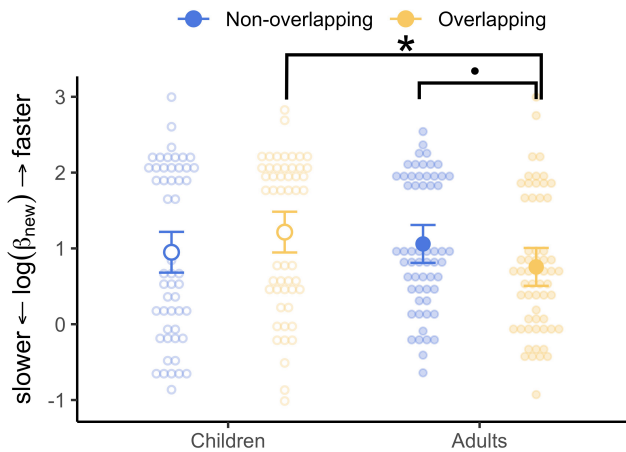 Non-overlapping Overlapping
*
•
slower ← log(βnew) → faster
3
2
1
0
-1
Children Adults